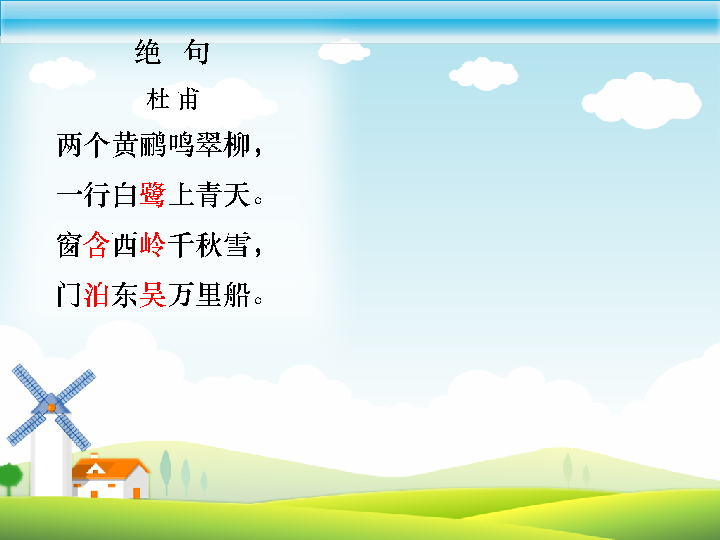 绝 句
杜 甫
两个黄鹂鸣翠柳，
一行白鹭上青天。
窗含西岭千秋雪，
门泊东吴万里船。